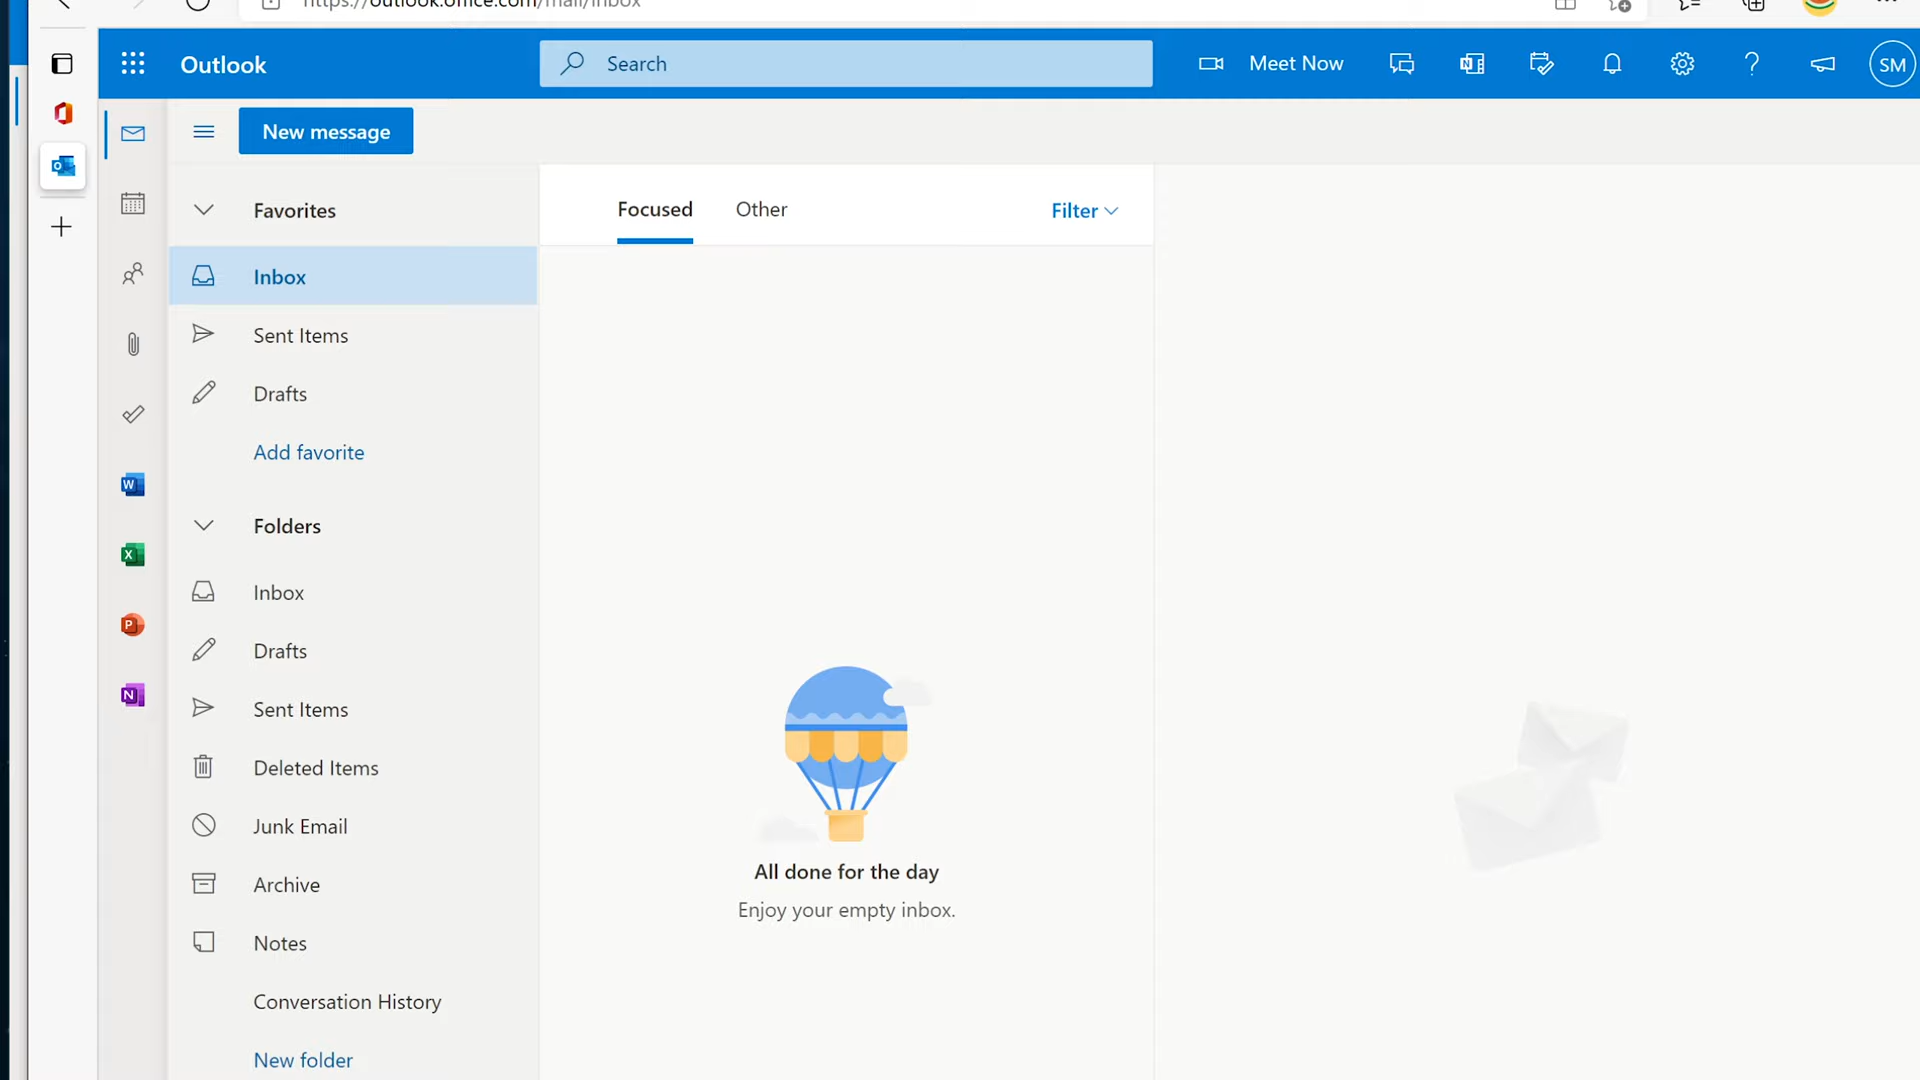 https://outlook.office.com/mail/inbox
Outlook
Search
Meet Now
SM
New message
Favorites
Inbox
Sent Items
Drafts
Add favorite
Folders
Inbox
Drafts
Sent Items
Deleted Items
Junk Email
Archive
Notes
Conversation History
New folder
Focused
Other
Filter
All done for the day
Enjoy your empty inbox.
W
X
P
N